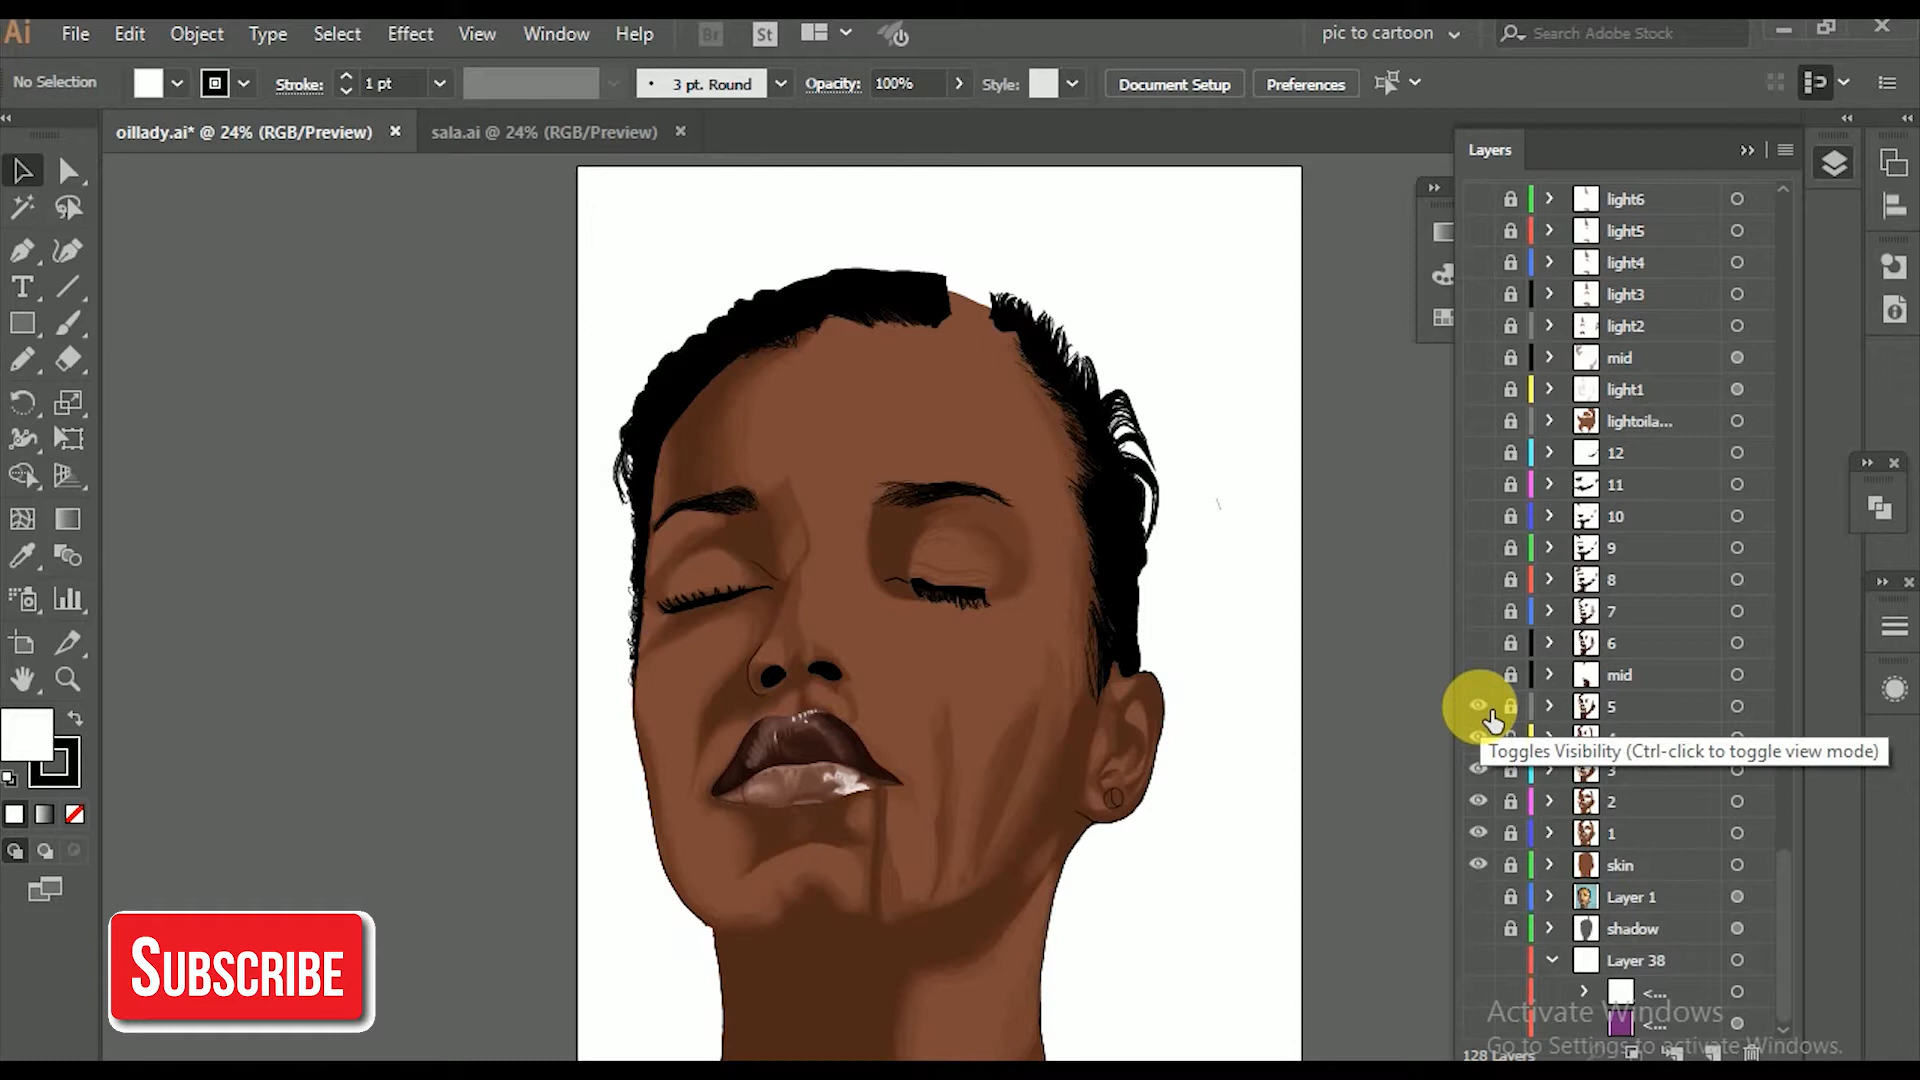 Ai File Edit Object Type Select Effect View Window Help Br St pic to cartoon Search Adobe Stock
No Selection Stroke: 1 pt 3 pt. Round Opacity: 100% Style: Document Setup Preferences
oillady.ai* @ 24% (RGB/Preview) sala.ai @ 24% (RGB/Preview)
Layers
light6
light5
light4
light3
light2
mid
light1
lightoila...
12
11
10
9
8
7
6
mid
5
Toggles Visibility (Ctrl-click to toggle view mode)
3
2
1
skin
Layer 1
shadow
Layer 38
<...
<...
Activate Windows
Go to Settings to activate Windows.
128 Layers
SUBSCRIBE